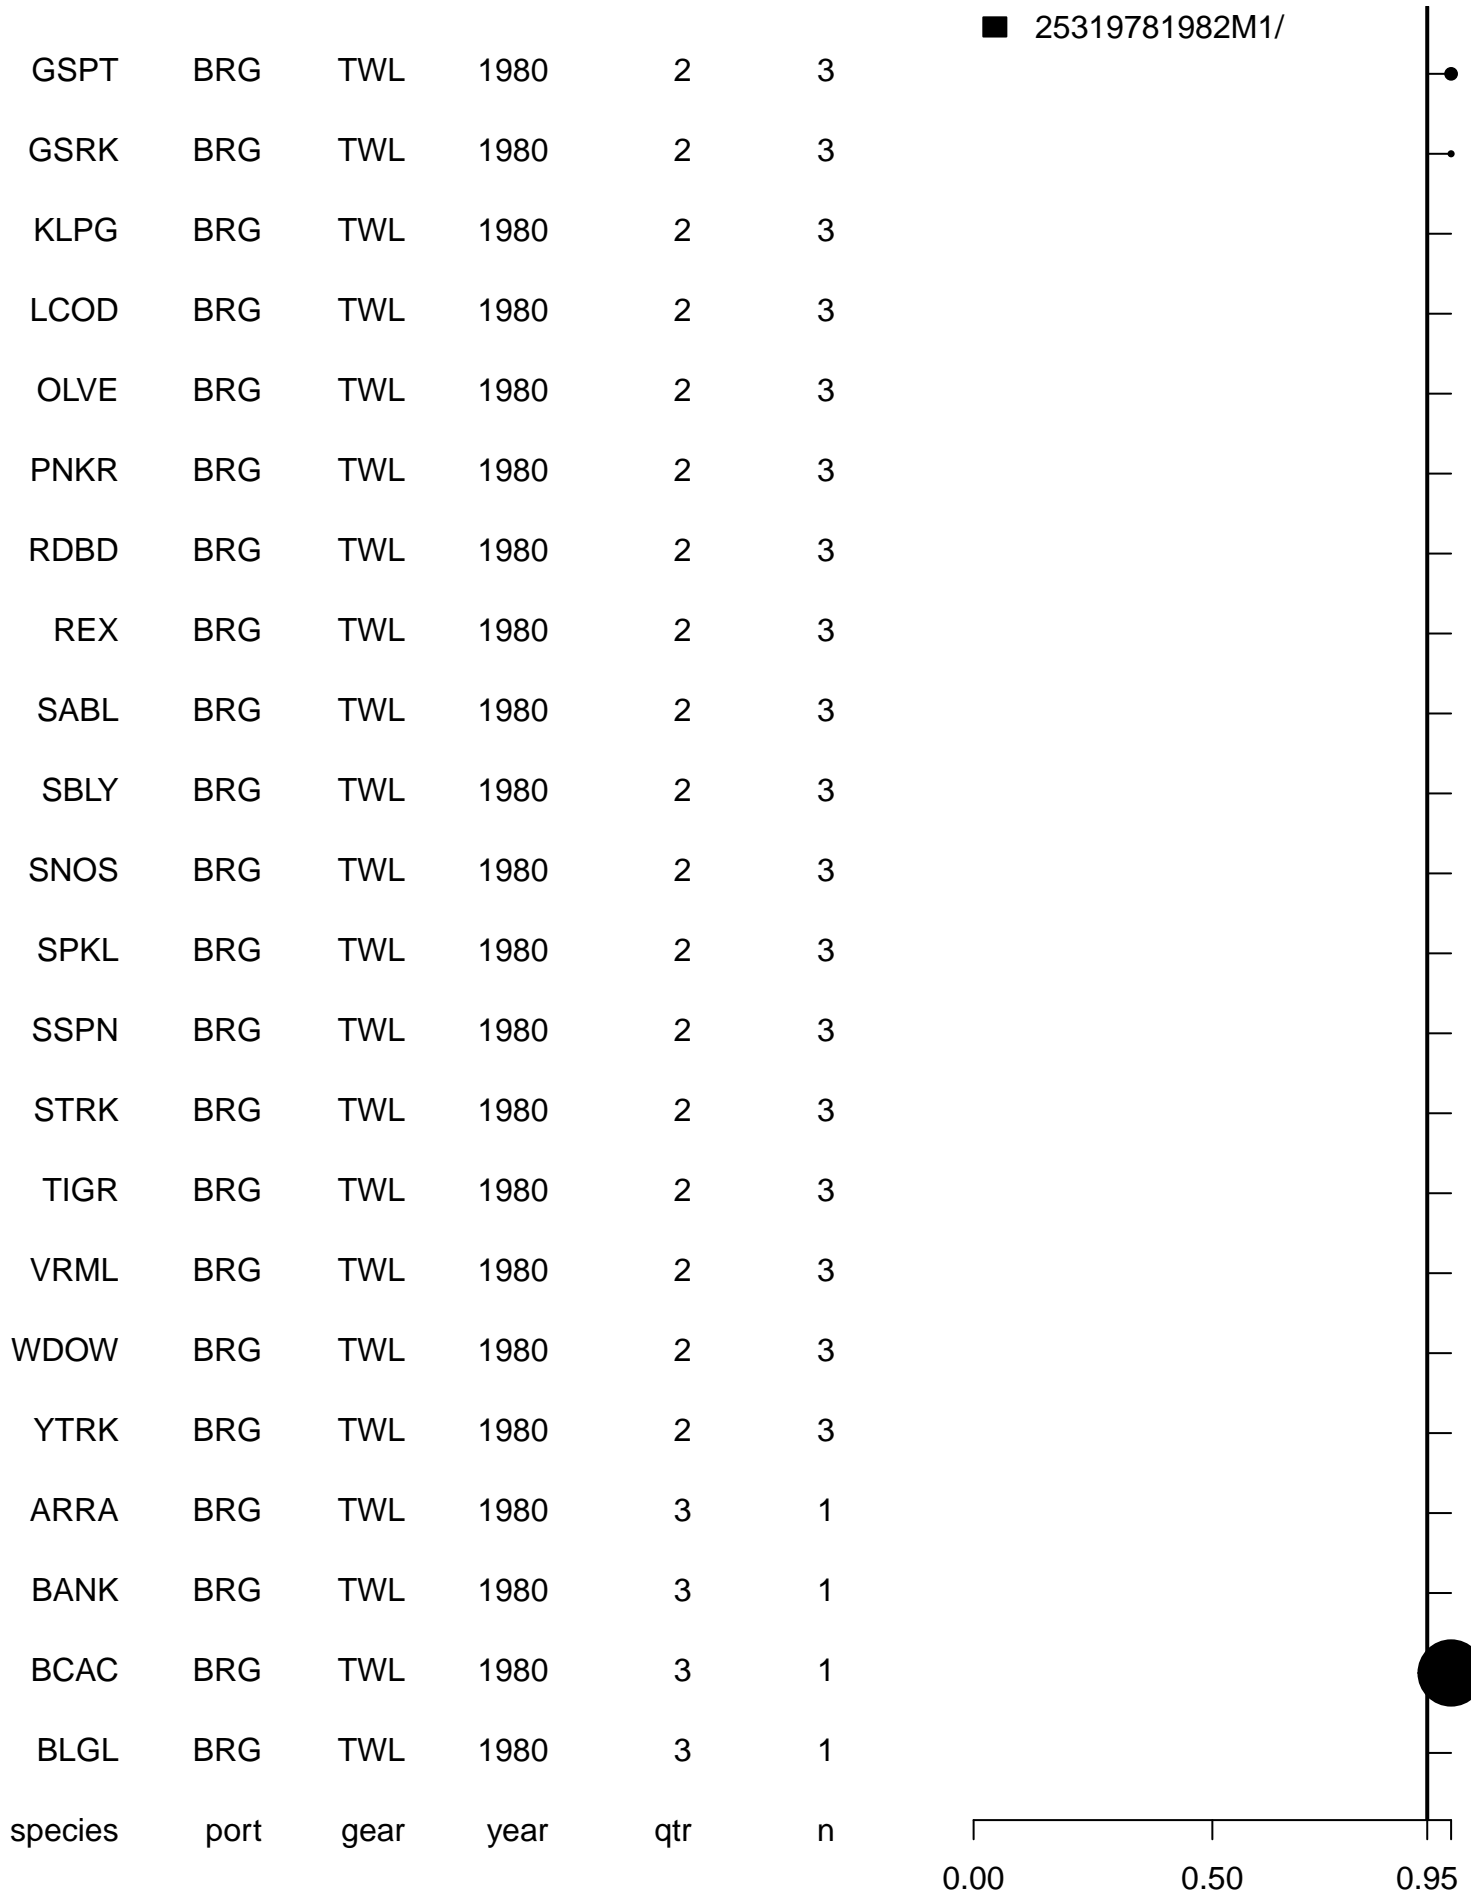 25319781982M1/
GSPT BRG TWL 1980 2 3
GSRK BRG TWL 1980 2 3
KLPG BRG TWL 1980 2 3
LCOD BRG TWL 1980 2 3
OLVE BRG TWL 1980 2 3
PNKR BRG TWL 1980 2 3
RDBD BRG TWL 1980 2 3
REX BRG TWL 1980 2 3
SABL BRG TWL 1980 2 3
SBLY BRG TWL 1980 2 3
SNOS BRG TWL 1980 2 3
SPKL BRG TWL 1980 2 3
SSPN BRG TWL 1980 2 3
STRK BRG TWL 1980 2 3
TIGR BRG TWL 1980 2 3
VRML BRG TWL 1980 2 3
WDOW BRG TWL 1980 2 3
YTRK BRG TWL 1980 2 3
ARRA BRG TWL 1980 3 1
BANK BRG TWL 1980 3 1
BCAC BRG TWL 1980 3 1
BLGL BRG TWL 1980 3 1
species port gear year qtr n
0.00 0.50 0.95